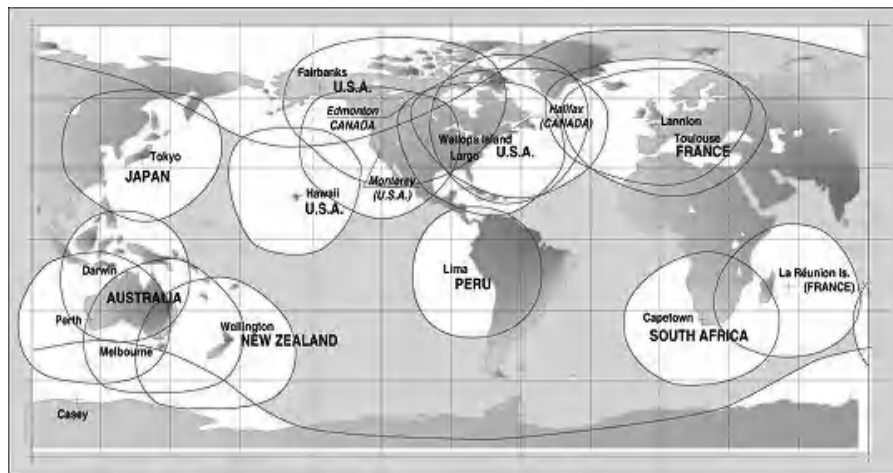 Fairbanks
U.S.A.
Edmonton
CANADA
Halifax
(CANADA)
Lannion
Toulouse
FRANCE
Wallops Island
Largo
U.S.A.
Tokyo
JAPAN
Monterey
(U.S.A.)
Hawaii
U.S.A.
Darwin
AUSTRALIA
Lima
PERU
La Réunion Is.
(FRANCE)
Perth
Wellington
NEW ZEALAND
Melbourne
Capetown
SOUTH AFRICA
Casey